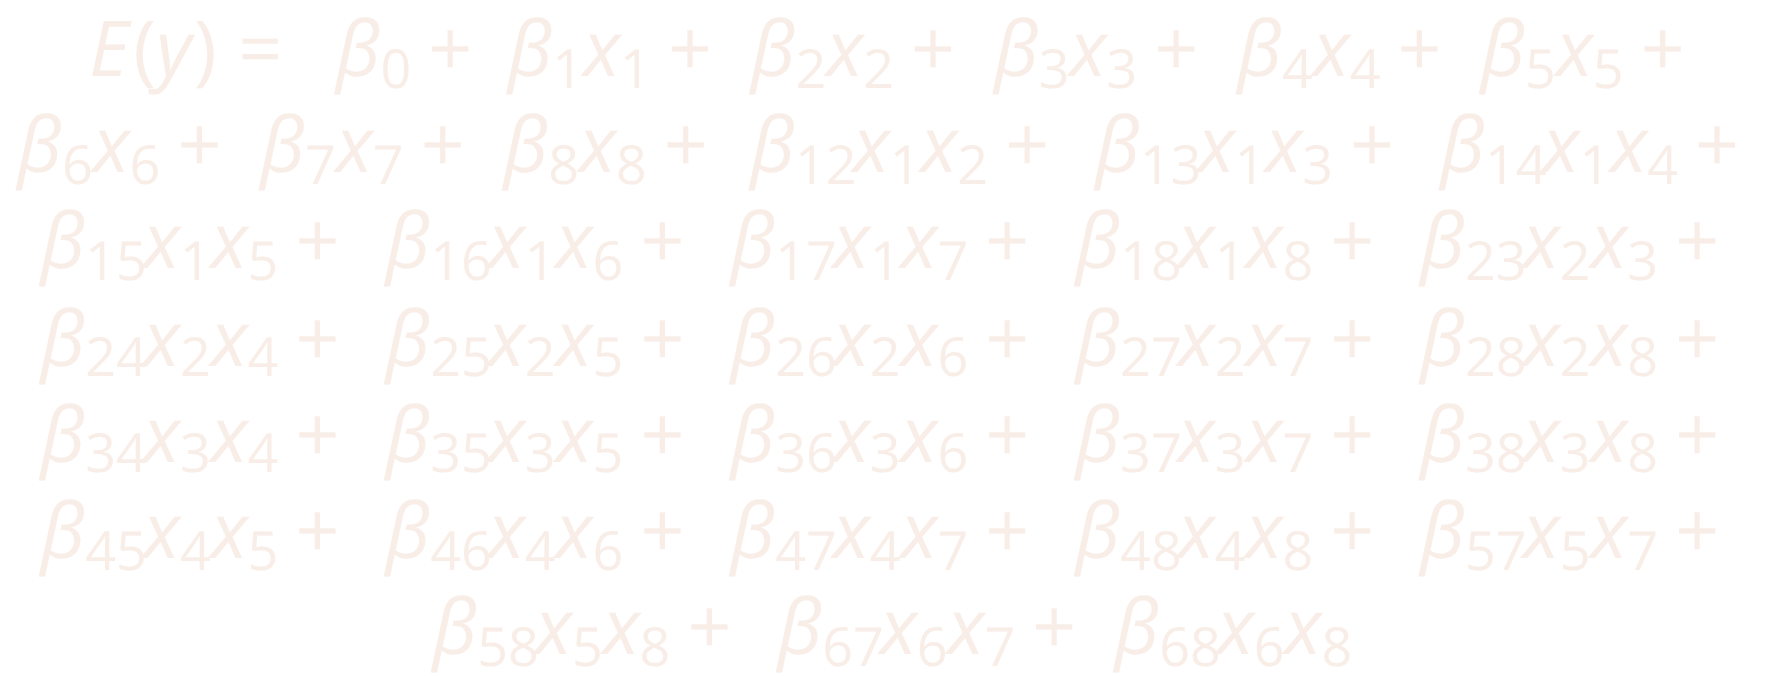 E(y) = β₀ + β₁x₁ + β₂x₂ + β₃x₃ + β₄x₄ + β₅x₅ +
β₆x₆ + β₇x₇ + β₈x₈ + β₁₂x₁x₂ + β₁₃x₁x₃ + β₁₄x₁x₄ +
β₁₅x₁x₅ + β₁₆x₁x₆ + β₁₇x₁x₇ + β₁₈x₁x₈ + β₂₃x₂x₃ +
β₂₄x₂x₄ + β₂₅x₂x₅ + β₂₆x₂x₆ + β₂₇x₂x₇ + β₂₈x₂x₈ +
β₃₄x₃x₄ + β₃₅x₃x₅ + β₃₆x₃x₆ + β₃₇x₃x₇ + β₃₈x₃x₈ +
β₄₅x₄x₅ + β₄₆x₄x₆ + β₄₇x₄x₇ + β₄₈x₄x₈ + β₅₇x₅x₇ +
β₅₈x₅x₈ + β₆₇x₆x₇ + β₆₈x₆x₈